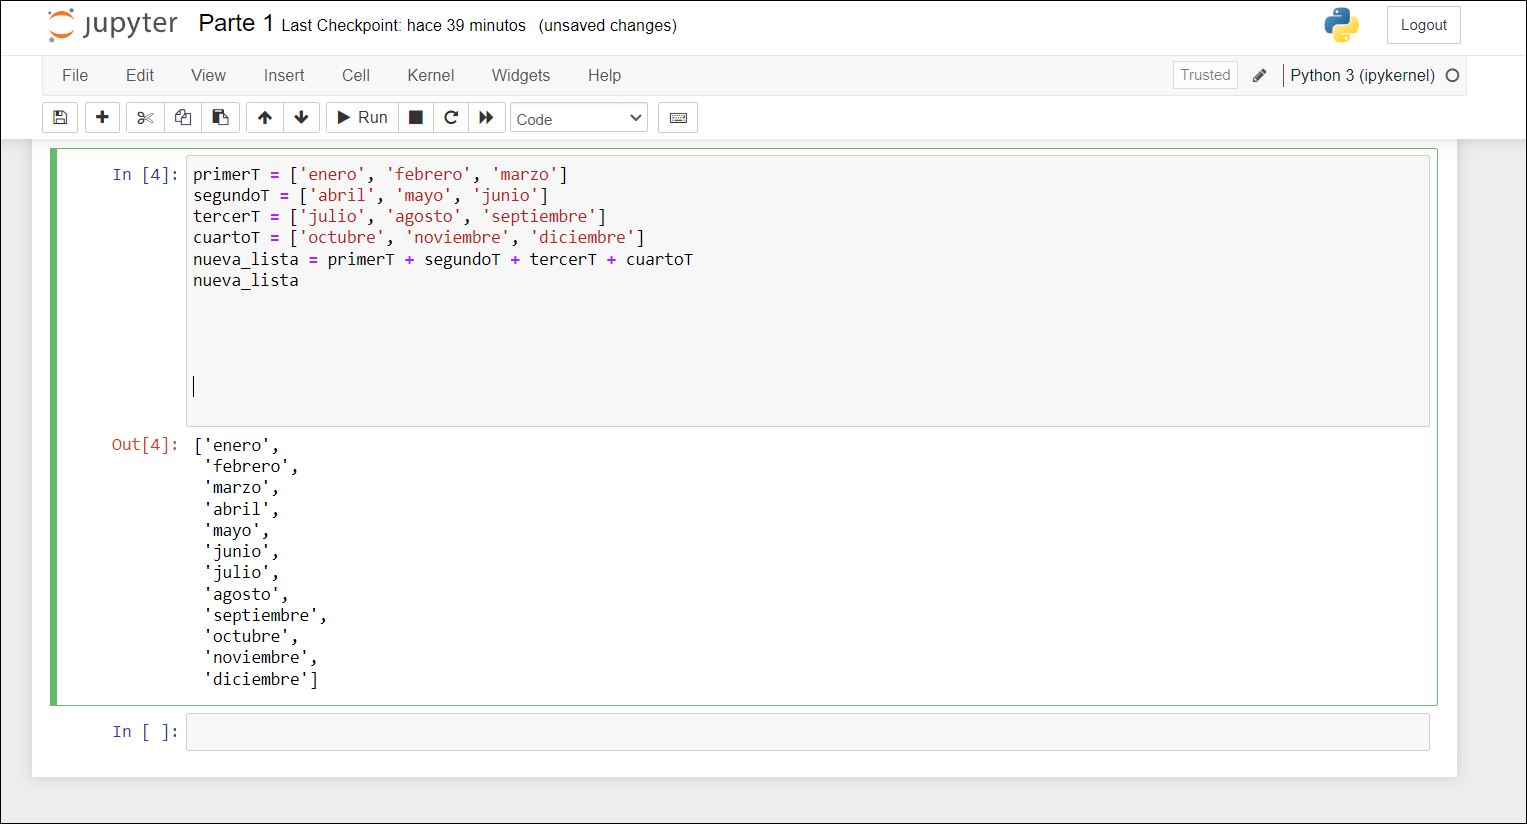 jupyter Parte 1 Last Checkpoint: hace 39 minutos (unsaved changes) Logout
File Edit View Insert Cell Kernel Widgets Help Trusted Python 3 (ipykernel)
Run Code
In [4]: primerT = ['enero', 'febrero', 'marzo']
segundoT = ['abril', 'mayo', 'junio']
tercerT = ['julio', 'agosto', 'septiembre']
cuartoT = ['octubre', 'noviembre', 'diciembre']
nueva_lista = primerT + segundoT + tercerT + cuartoT
nueva_lista
Out[4]: ['enero',
'febrero',
'marzo',
'abril',
'mayo',
'junio',
'julio',
'agosto',
'septiembre',
'octubre',
'noviembre',
'diciembre']
In [ ]: